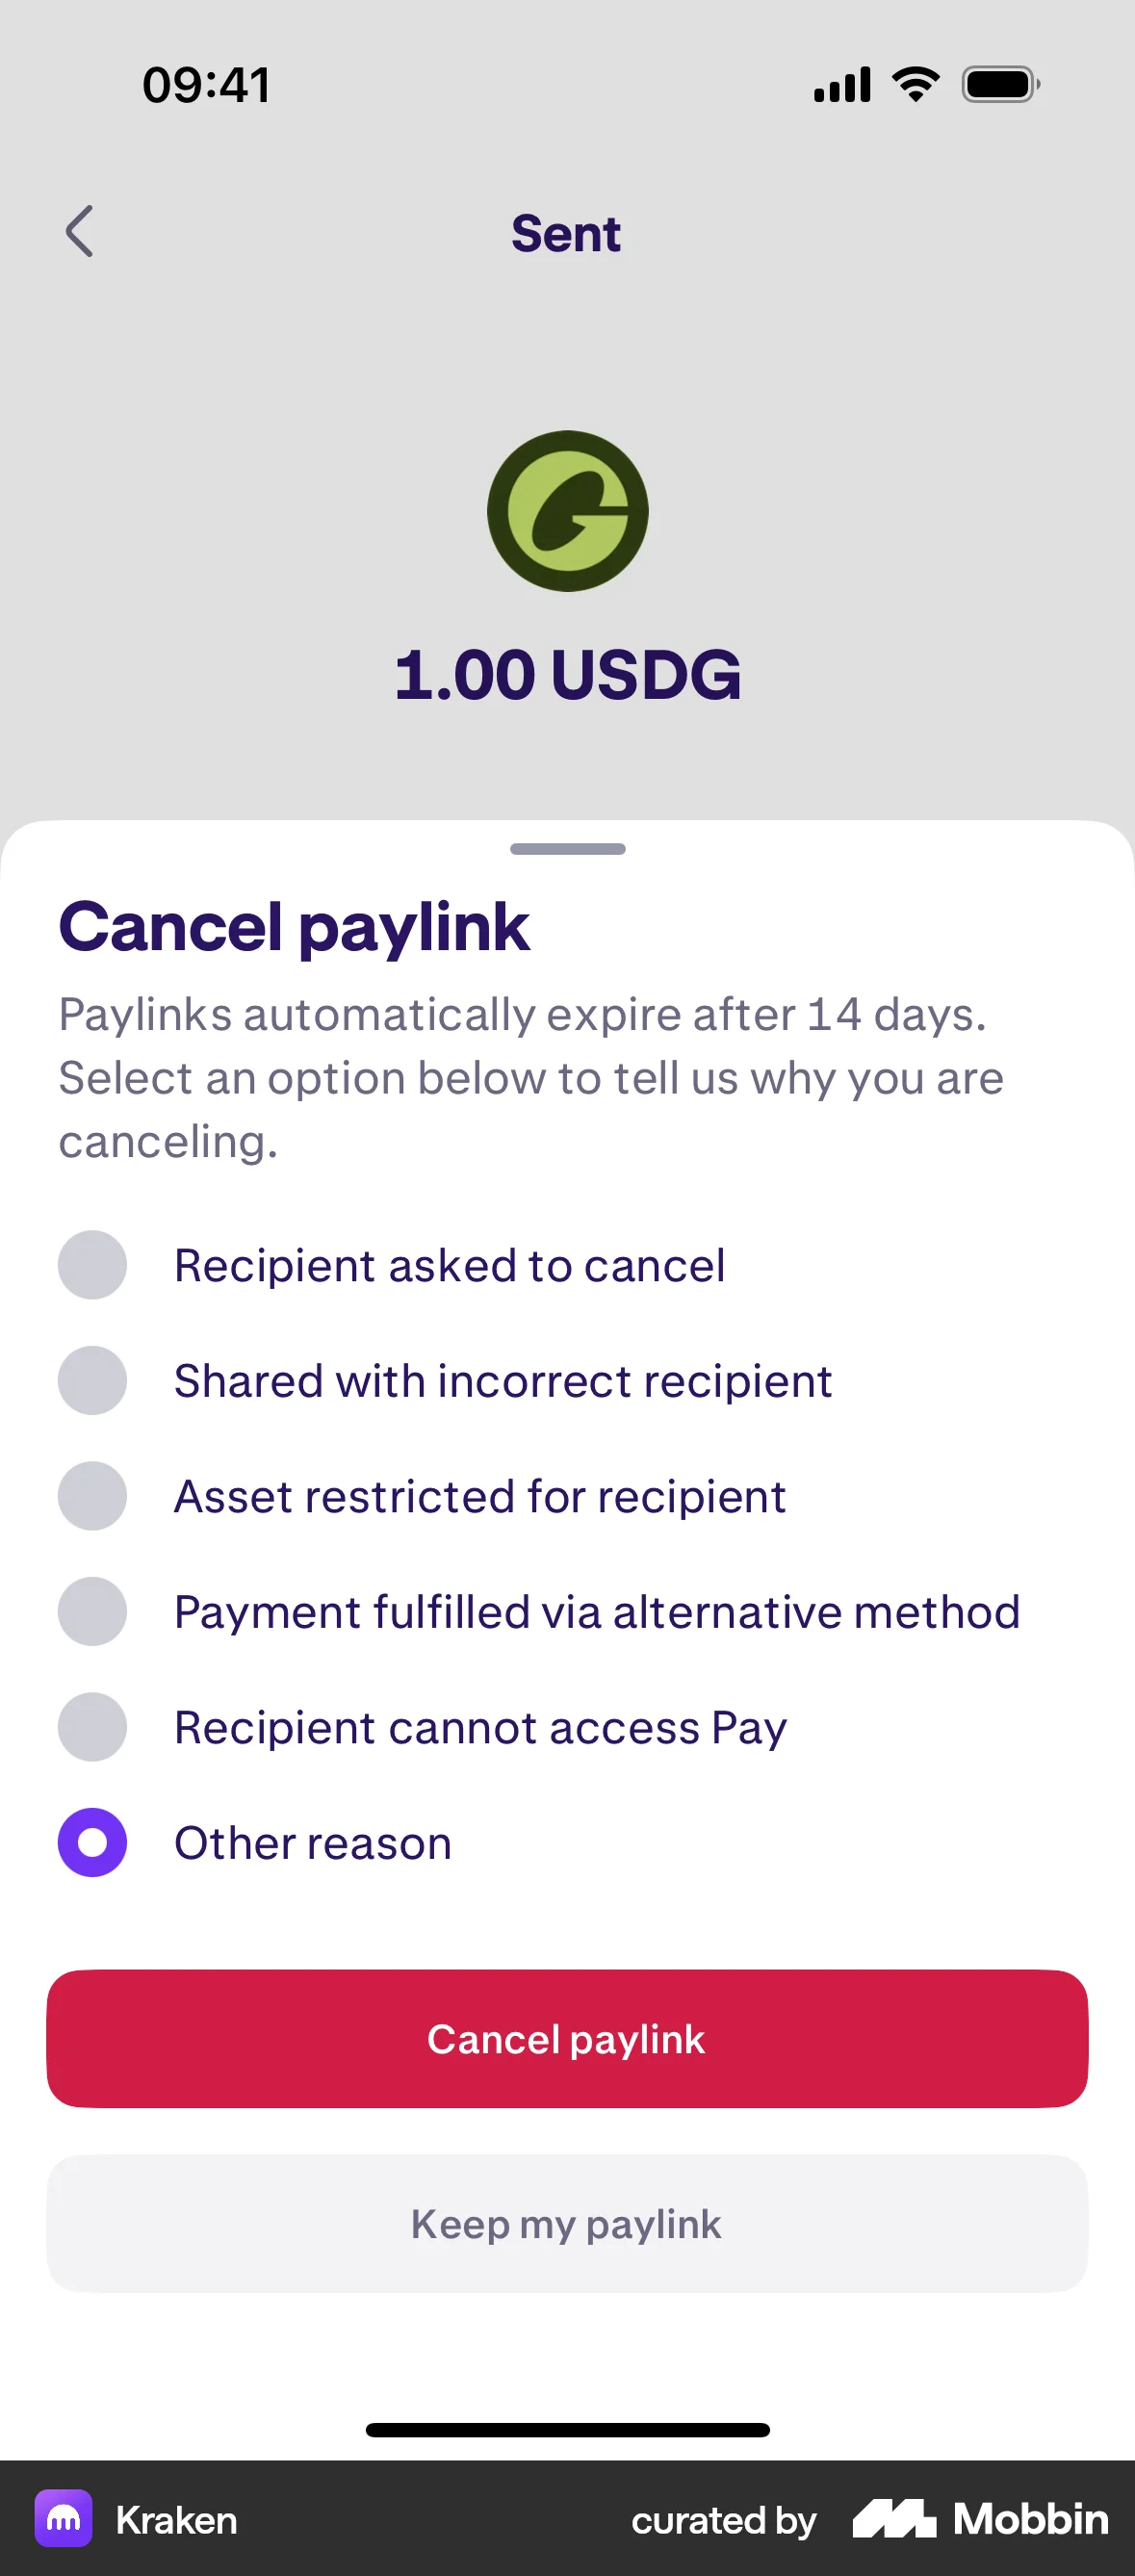 09:41
Sent
1.00 USDG
Cancel paylink
Paylinks automatically expire after 14 days.
Select an option below to tell us why you are
canceling.
Recipient asked to cancel
Shared with incorrect recipient
Asset restricted for recipient
Payment fulfilled via alternative method
Recipient cannot access Pay
Other reason
Cancel paylink
Keep my paylink
Kraken
curated by Mobbin